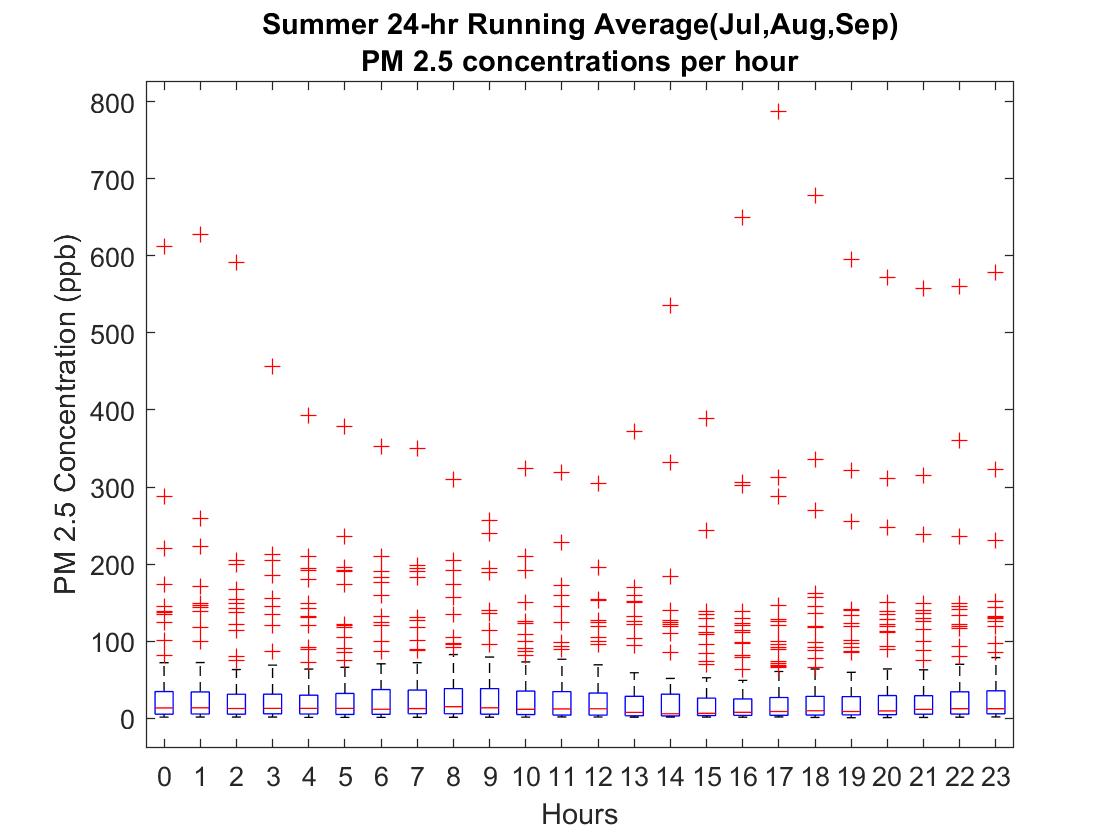 Summer 24-hr Running Average(Jul,Aug,Sep)
PM 2.5 concentrations per hour
PM 2.5 Concentration (ppb)
800
700
600
500
400
300
200
100
0
0 1 2 3 4 5 6 7 8 9 10 11 12 13 14 15 16 17 18 19 20 21 22 23
Hours